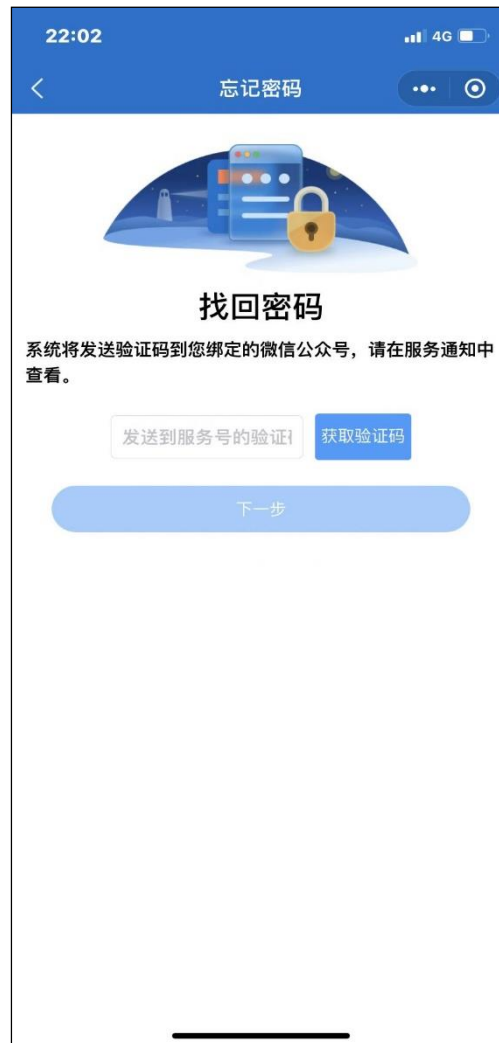 22:02
4G
忘记密码
找回密码
系统将发送验证码到您绑定的微信公众号，请在服务通知中
查看。
发送到服务号的验证
获取验证码
下一步